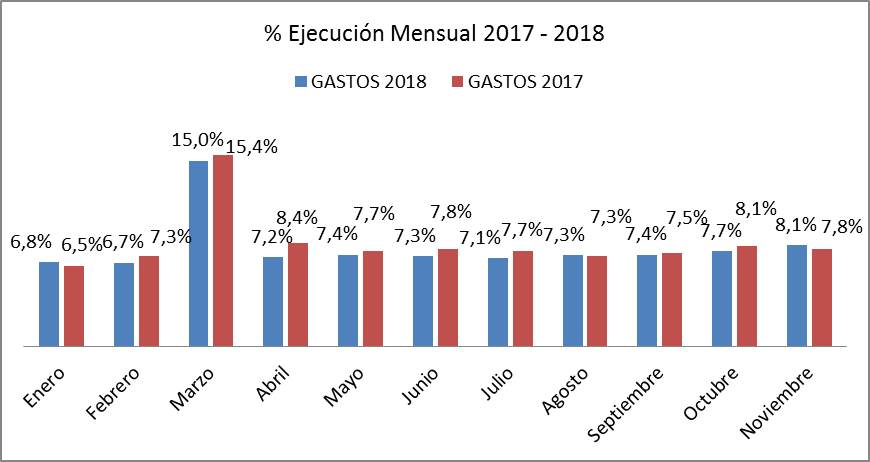 % Ejecución Mensual 2017 - 2018
GASTOS 2018 GASTOS 2017
15,0% 15,4%
6,8% 6,5% 6,7% 7,3% 7,2% 8,4% 7,4% 7,7% 7,3% 7,8% 7,1% 7,7% 7,3% 7,3% 7,4% 7,5% 7,7% 8,1% 8,1% 7,8%
Enero Febrero Marzo Abril Mayo Junio Julio Agosto Septiembre Octubre Noviembre